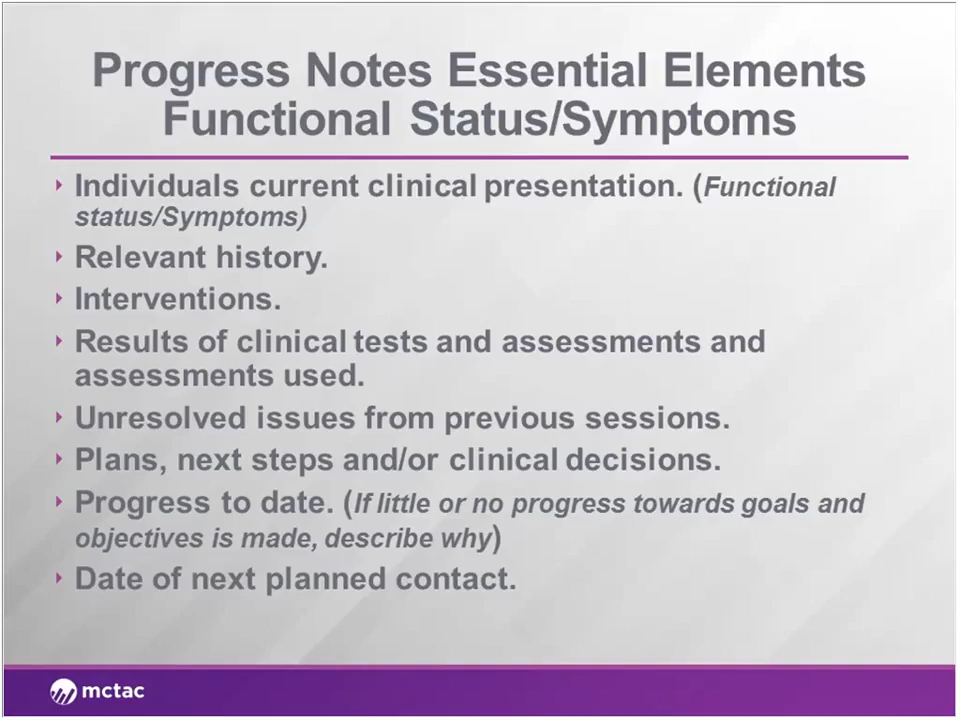 Progress Notes Essential Elements
Functional Status/Symptoms
Individuals current clinical presentation. (Functional
status/Symptoms)
Relevant history.
Interventions.
Results of clinical tests and assessments and
assessments used.
Unresolved issues from previous sessions.
Plans, next steps and/or clinical decisions.
Progress to date. (If little or no progress towards goals and
objectives is made, describe why)
Date of next planned contact.
mctac